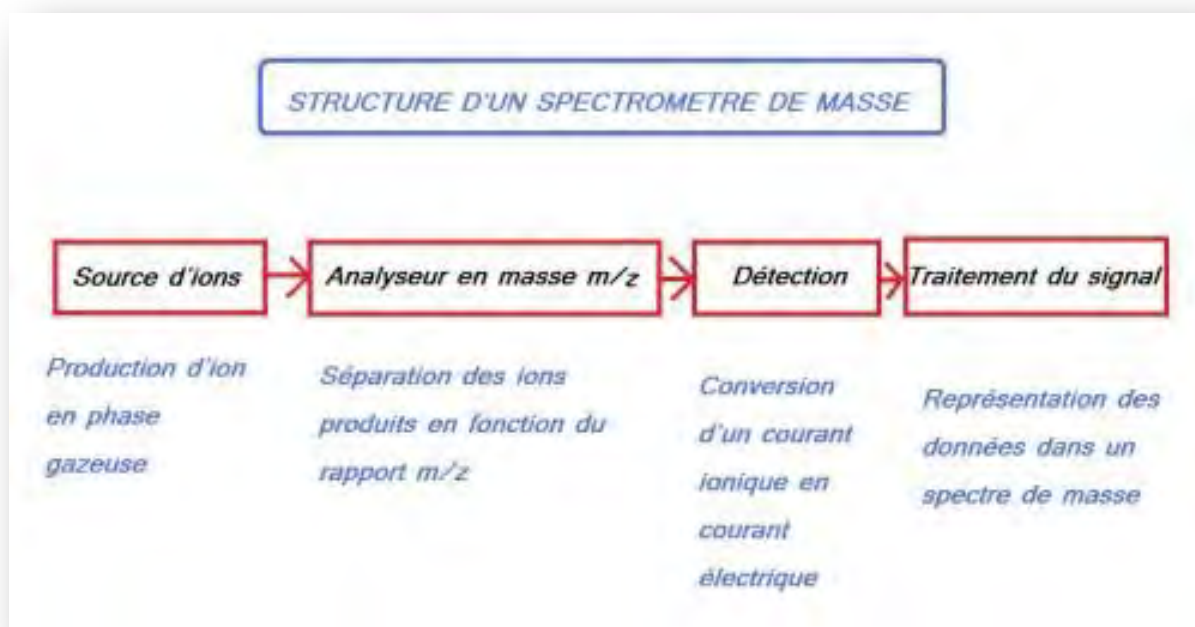 STRUCTURE D'UN SPECTROMETRE DE MASSE
Source d'ions
Analyseur en masse m/z
Détection
Traitement du signal
Production d'ion
en phase
gazeuse
Séparation des ions
produits en fonction du
rapport m/z
Conversion
d'un courant
ionique en
courant
électrique
Représentation des
données dans un
spectre de masse